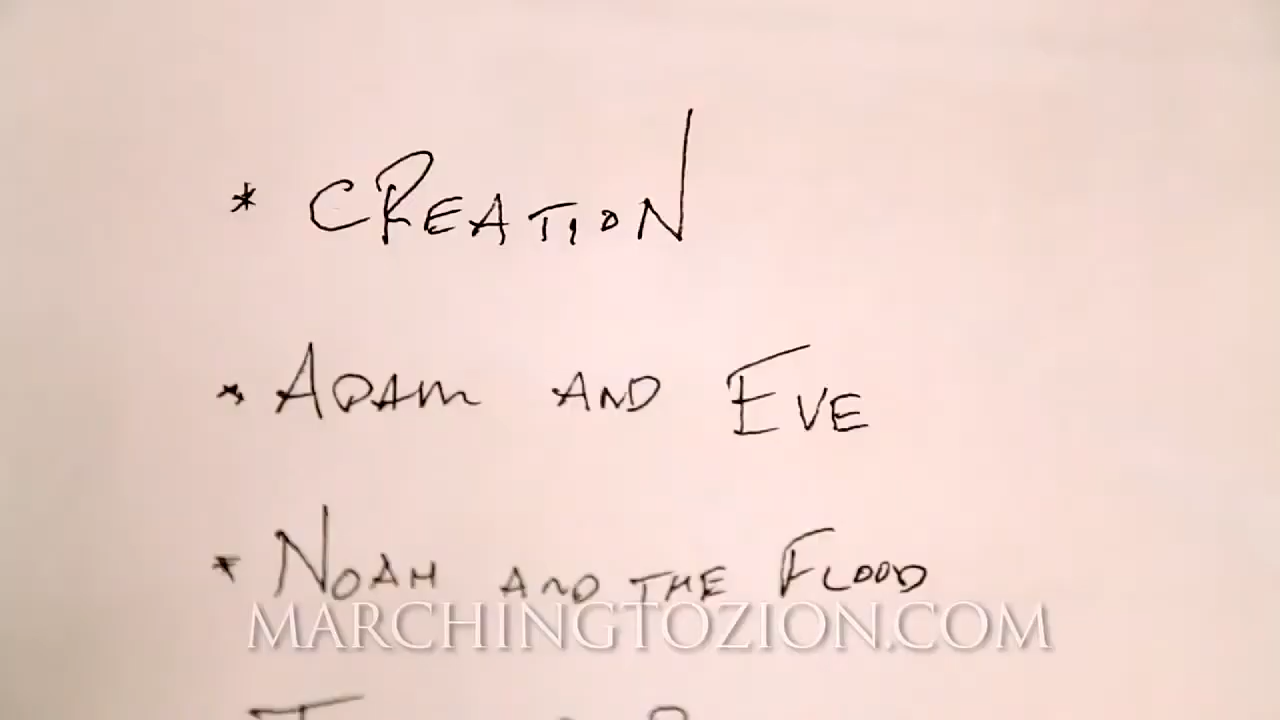 * CREATION
* ADAM AND EVE
* NOAH AND THE FLOOD
MARCHINGTOZION.COM